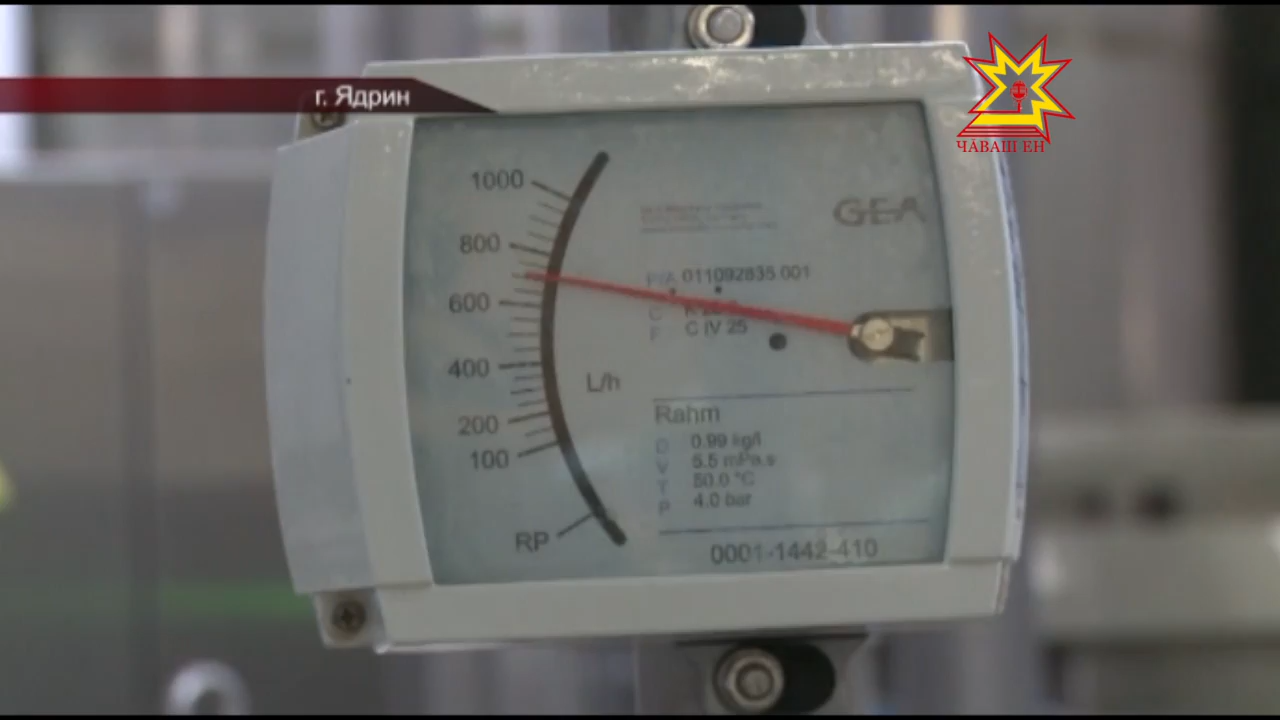 г. Ядрин
ЧĂВАШ ЕН
1000
800
600
400
200
100
RP
L/h
GEA
P/A 011092835 001
C
F C IV 25
Rahm
D 0.99 kg/l
V 5.5 mPa.s
T 50.0 °C
P 4.0 bar
0001-1442-410